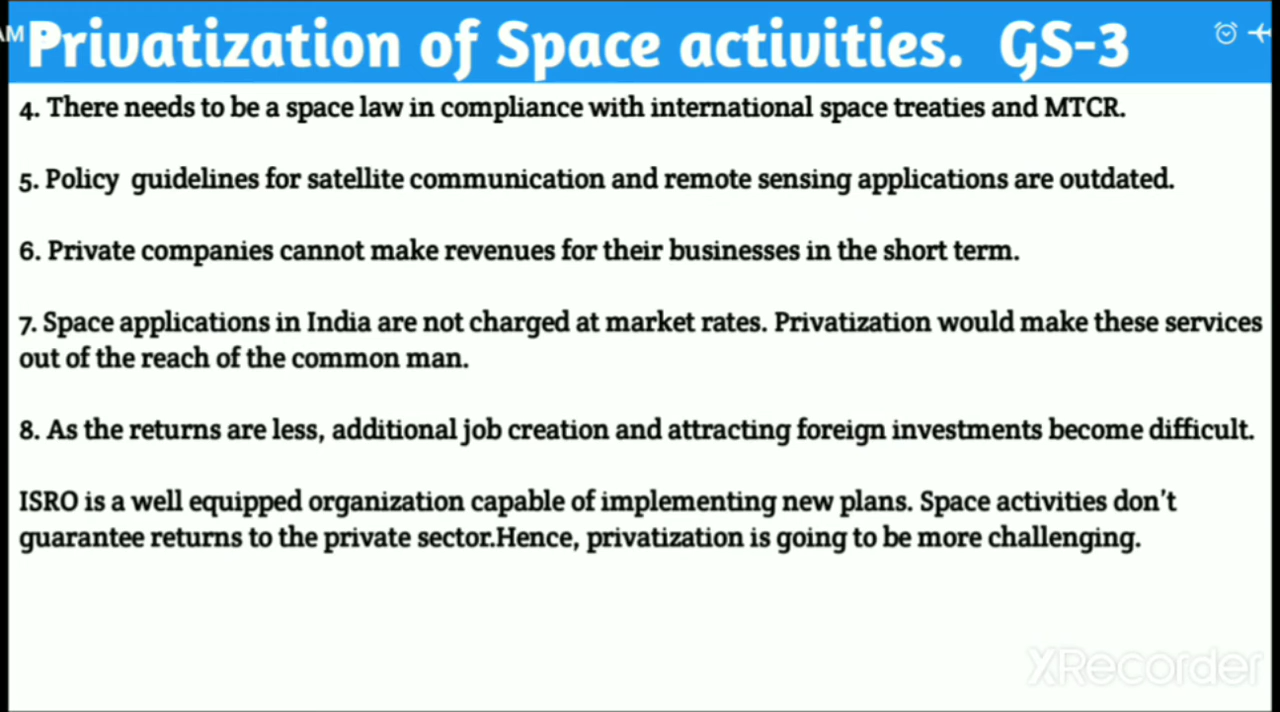 AM
Privatization of Space activities. GS-3
4. There needs to be a space law in compliance with international space treaties and MTCR.
5. Policy guidelines for satellite communication and remote sensing applications are outdated.
6. Private companies cannot make revenues for their businesses in the short term.
7. Space applications in India are not charged at market rates. Privatization would make these services
out of the reach of the common man.
8. As the returns are less, additional job creation and attracting foreign investments become difficult.
ISRO is a well equipped organization capable of implementing new plans. Space activities don't
guarantee returns to the private sector.Hence, privatization is going to be more challenging.
XRecorder